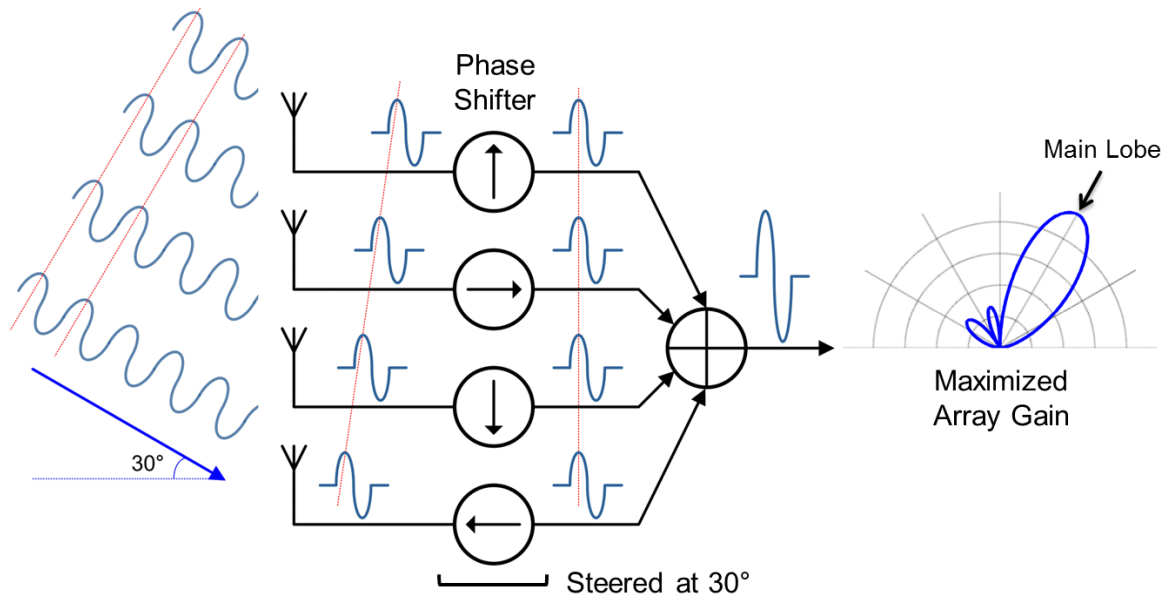 Phase
Shifter
Main Lobe
Maximized
Array Gain
30°
Steered at 30°